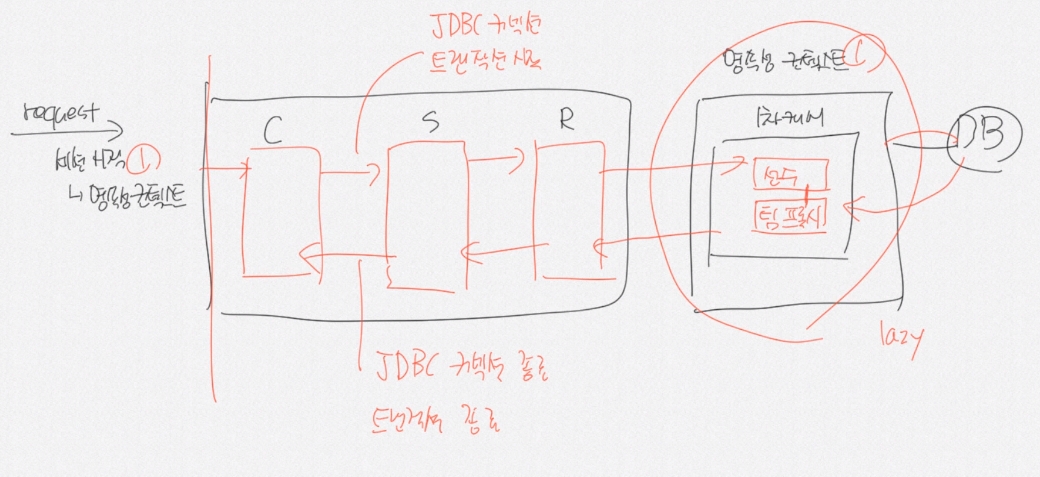 JDBC 커넥션
트랜잭션 시작
영속성 컨텍스트 ①
request
세션 시작 ①
↳ 영속성 컨텍스트
C
S
R
1차 캐시
DB
선수
팀 프록시
lazy
JDBC 커넥션 종료
트랜잭션 종료